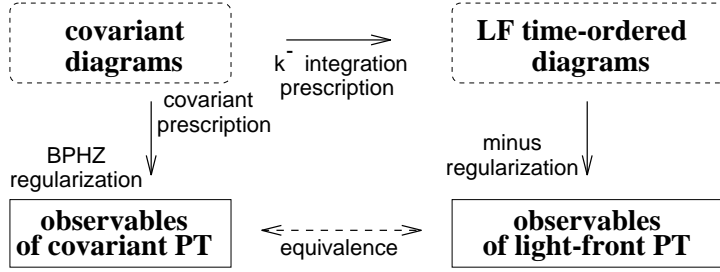 covariant
diagrams
LF time-ordered
diagrams
k⁻ integration
prescription
covariant
prescription
BPHZ
regularization
minus
regularization
observables
of covariant PT
equivalence
observables
of light-front PT